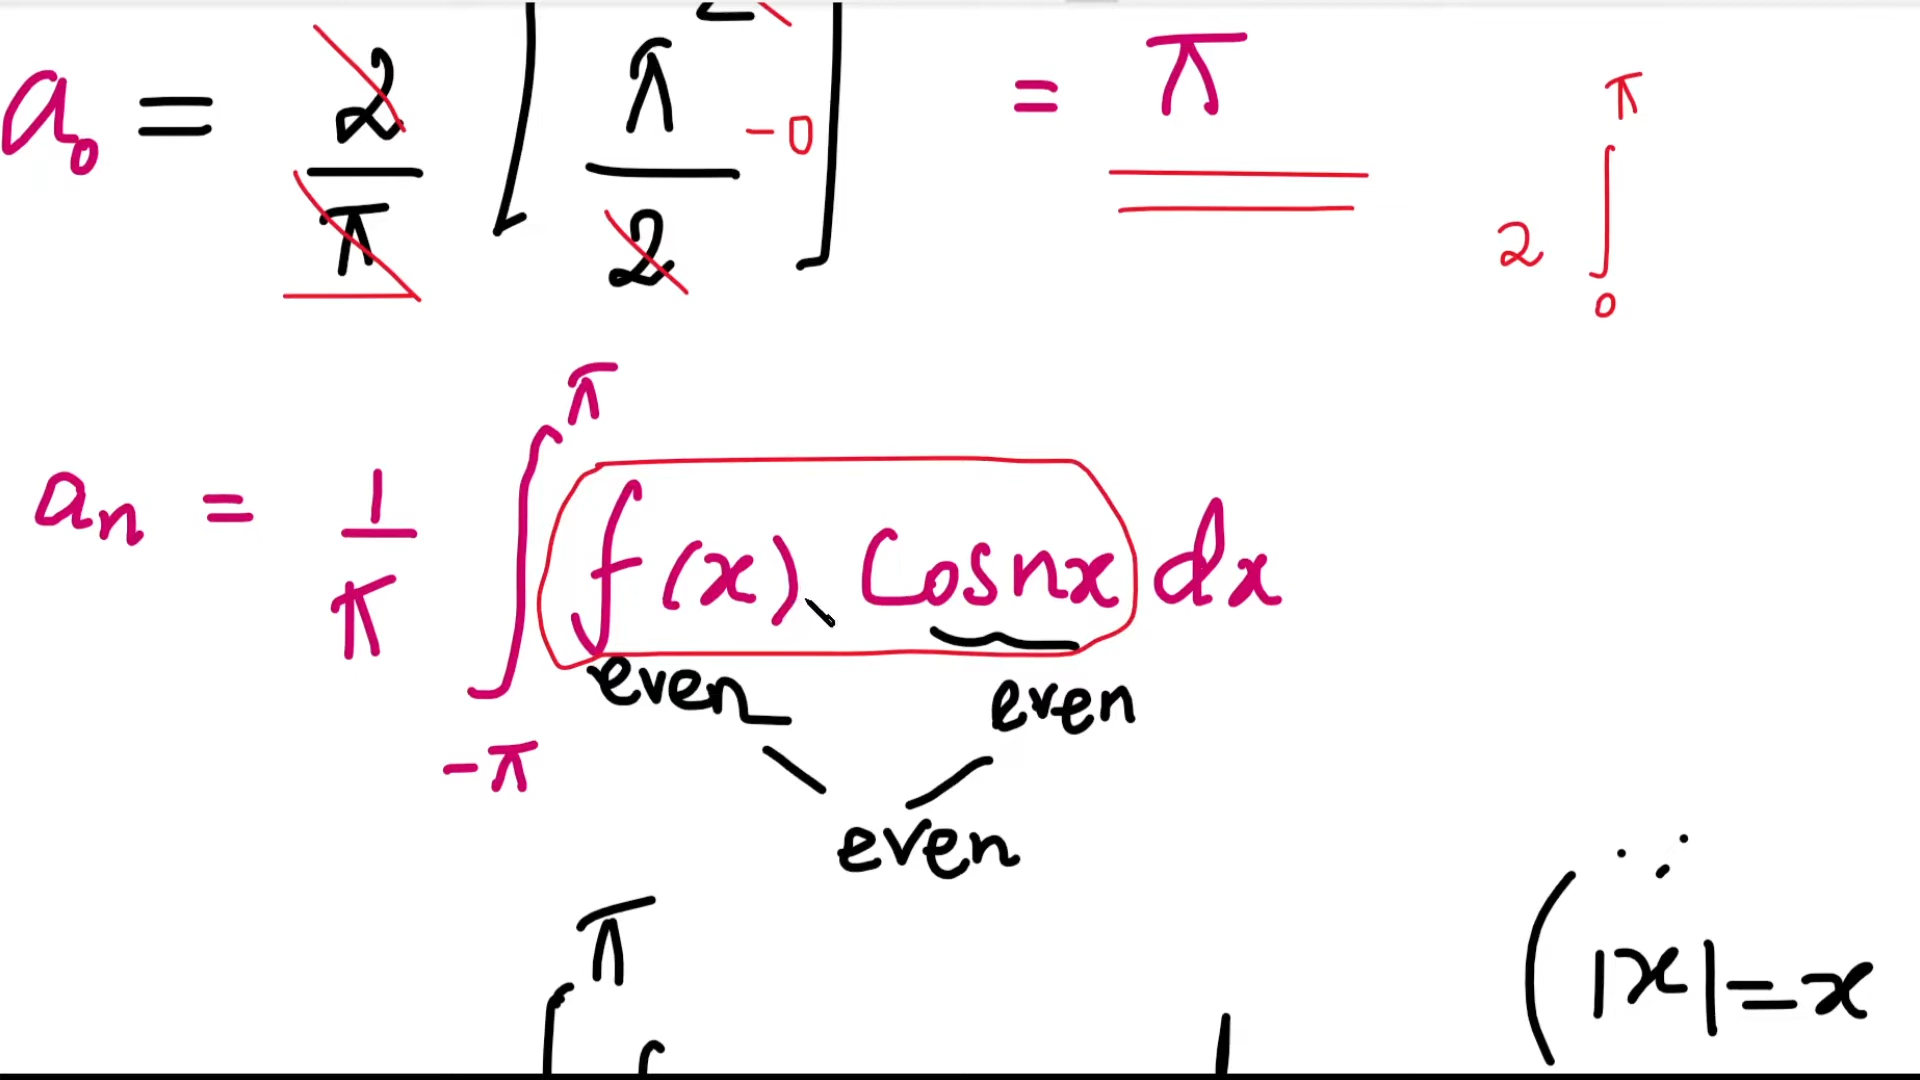 a₀ = 2/π [π²/2 - 0] = π
2 ∫₀^π
aₙ = 1/π ∫_{-π}^{π} f(x). Cosnx dx
even even
even
π
∵
(|x| = x